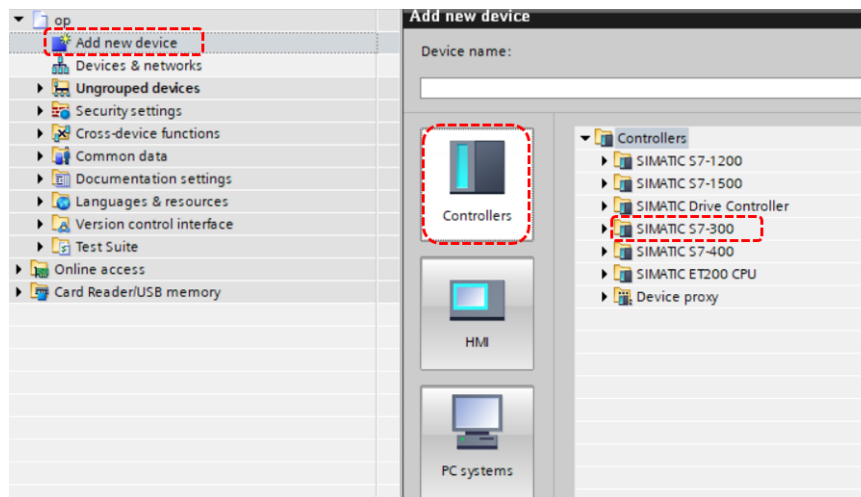 op
Add new device
Devices & networks
Ungrouped devices
Security settings
Cross-device functions
Common data
Documentation settings
Languages & resources
Version control interface
Test Suite
Online access
Card Reader/USB memory
Add new device
Device name:
Controllers
HMI
PC systems
Controllers
SIMATIC S7-1200
SIMATIC S7-1500
SIMATIC Drive Controller
SIMATIC S7-300
SIMATIC S7-400
SIMATIC ET200 CPU
Device proxy